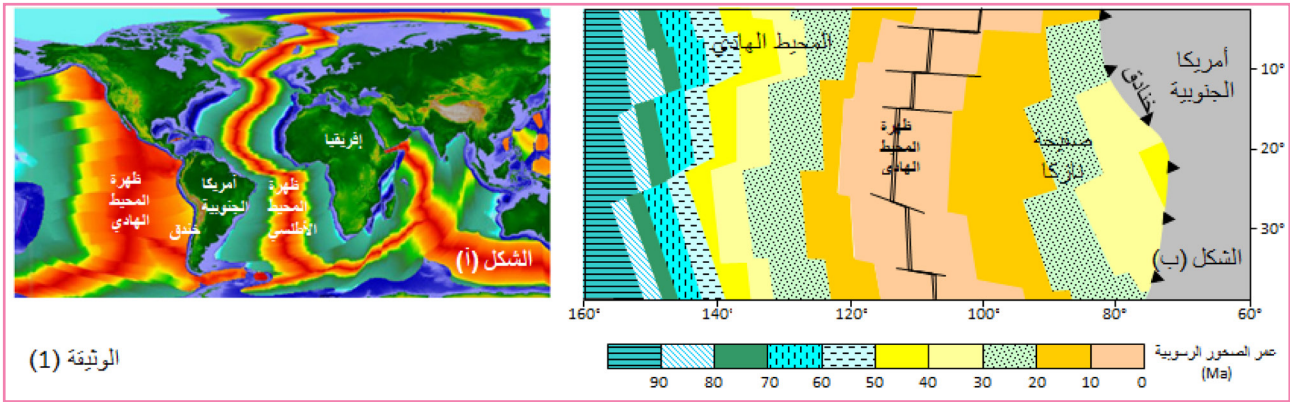 إفريقيا
ظهرة
المحيط
الهادي
أمريكا
الجنوبية
خندق
ظهرة
المحيط
الأطلسي
الشكل (أ)
الوثيقة (1)
المحيط الهادي
أمريكا
الجنوبية
خنادق
ظهرة
المحيط
الهادي
صفيحة
نازكا
الشكل (ب)
10°
20°
30°
160° 140° 120° 100° 80° 60°
عمر الصخور الرسوبية
(Ma)
90 80 70 60 50 40 30 20 10 0